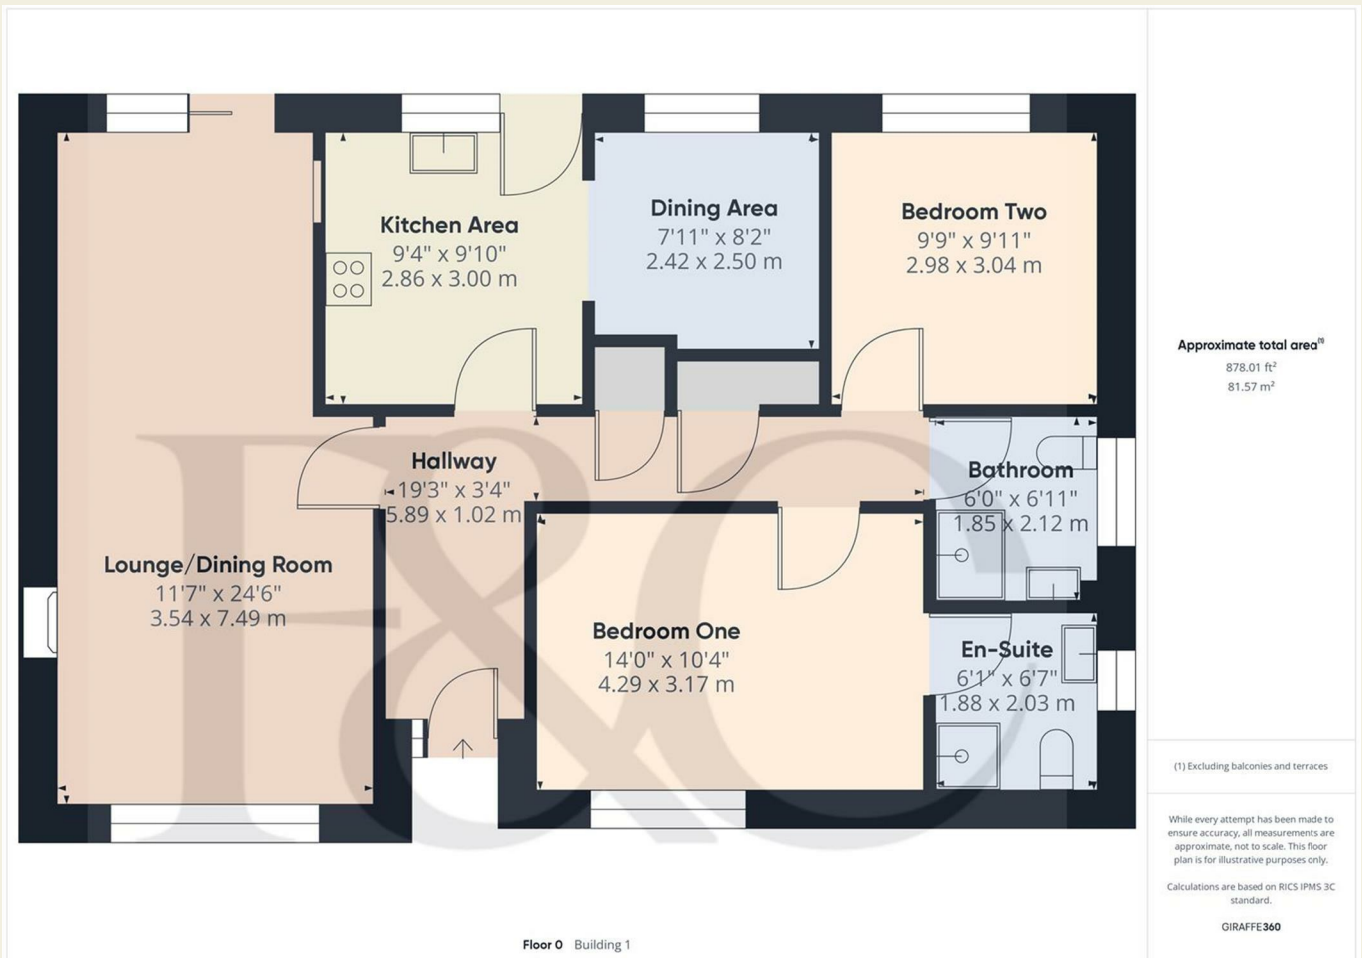 Kitchen Area
9'4" x 9'10"
2.86 x 3.00 m
Dining Area
7'11" x 8'2"
2.42 x 2.50 m
Bedroom Two
9'9" x 9'11"
2.98 x 3.04 m
Hallway
19'3" x 3'4"
5.89 x 1.02 m
Bathroom
6'0" x 6'11"
1.85 x 2.12 m
Lounge/Dining Room
11'7" x 24'6"
3.54 x 7.49 m
Bedroom One
14'0" x 10'4"
4.29 x 3.17 m
En-Suite
6'1" x 6'7"
1.88 x 2.03 m
F&C
Floor 0 Building 1
Approximate total area(1)
878.01 ft²
81.57 m²
(1) Excluding balconies and terraces
While every attempt has been made to
ensure accuracy, all measurements are
approximate, not to scale. This floor
plan is for illustrative purposes only.
Calculations are based on RICS IPMS 3C
standard.
GIRAFFE360